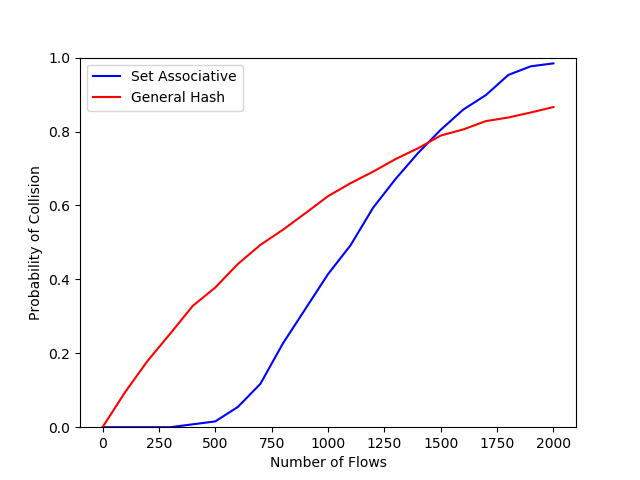 Set Associative
General Hash
1.0
0.8
0.6
0.4
0.2
0.0
Probability of Collision
0 250 500 750 1000 1250 1500 1750 2000
Number of Flows